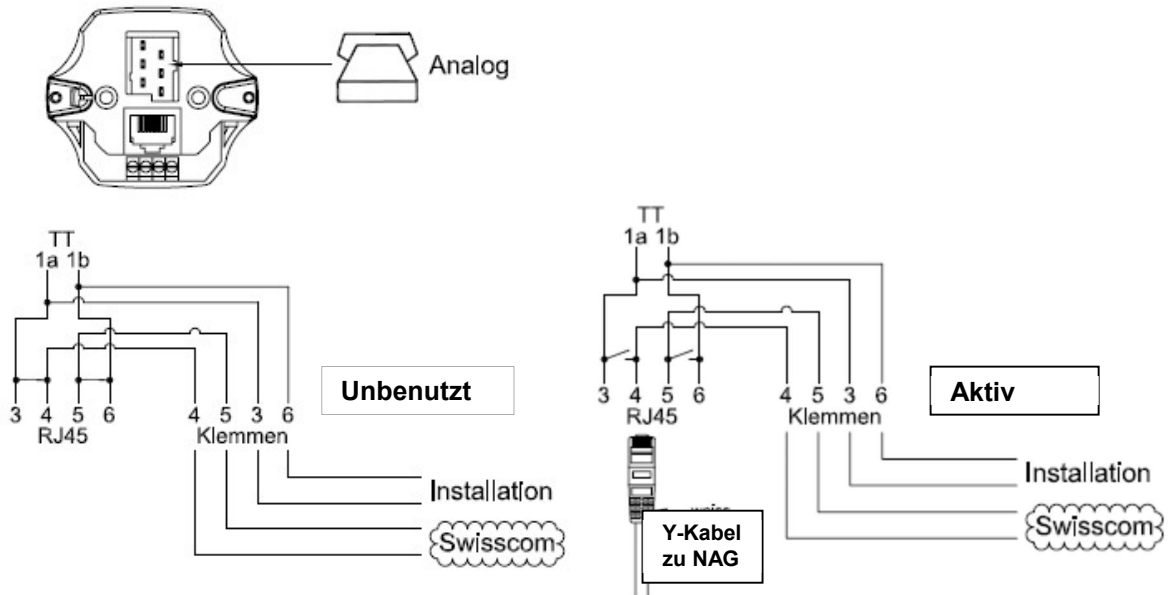 Analog
TT
1a 1b
3 4 5 6
RJ45
4 5 3 6
Klemmen
Unbenutzt
Installation
Swisscom
TT
1a 1b
3 4 5 6
RJ45
4 5 3 6
Klemmen
Aktiv
Installation
Swisscom
Y-Kabel
zu NAG